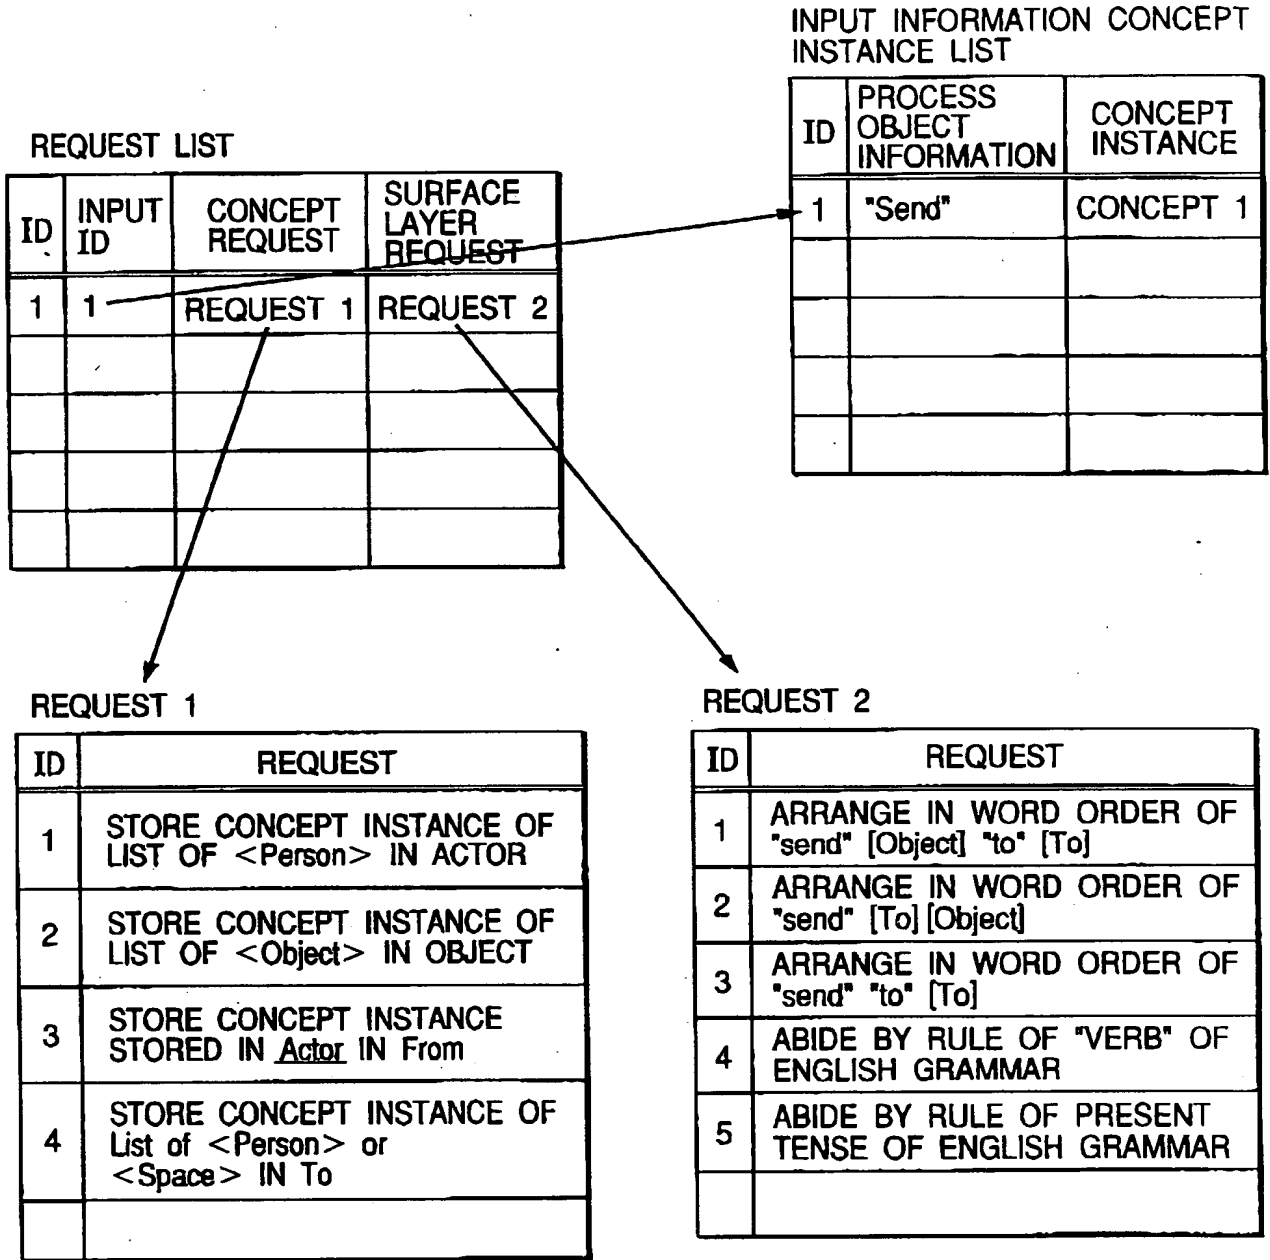 INPUT INFORMATION CONCEPT
INSTANCE LIST
ID
PROCESS
OBJECT
INFORMATION
CONCEPT
INSTANCE
1
"Send"
CONCEPT 1
REQUEST LIST
ID
INPUT
ID
CONCEPT
REQUEST
SURFACE
LAYER
REQUEST
1
1
REQUEST 1
REQUEST 2
REQUEST 1
ID
REQUEST
1
STORE CONCEPT INSTANCE OF
LIST OF <Person> IN ACTOR
2
STORE CONCEPT INSTANCE OF
LIST OF <Object> IN OBJECT
3
STORE CONCEPT INSTANCE
STORED IN Actor IN From
4
STORE CONCEPT INSTANCE OF
List of <Person> or
<Space> IN To
REQUEST 2
ID
REQUEST
1
ARRANGE IN WORD ORDER OF
"send" [Object] "to" [To]
2
ARRANGE IN WORD ORDER OF
"send" [To] [Object]
3
ARRANGE IN WORD ORDER OF
"send" "to" [To]
4
ABIDE BY RULE OF "VERB" OF
ENGLISH GRAMMAR
5
ABIDE BY RULE OF PRESENT
TENSE OF ENGLISH GRAMMAR